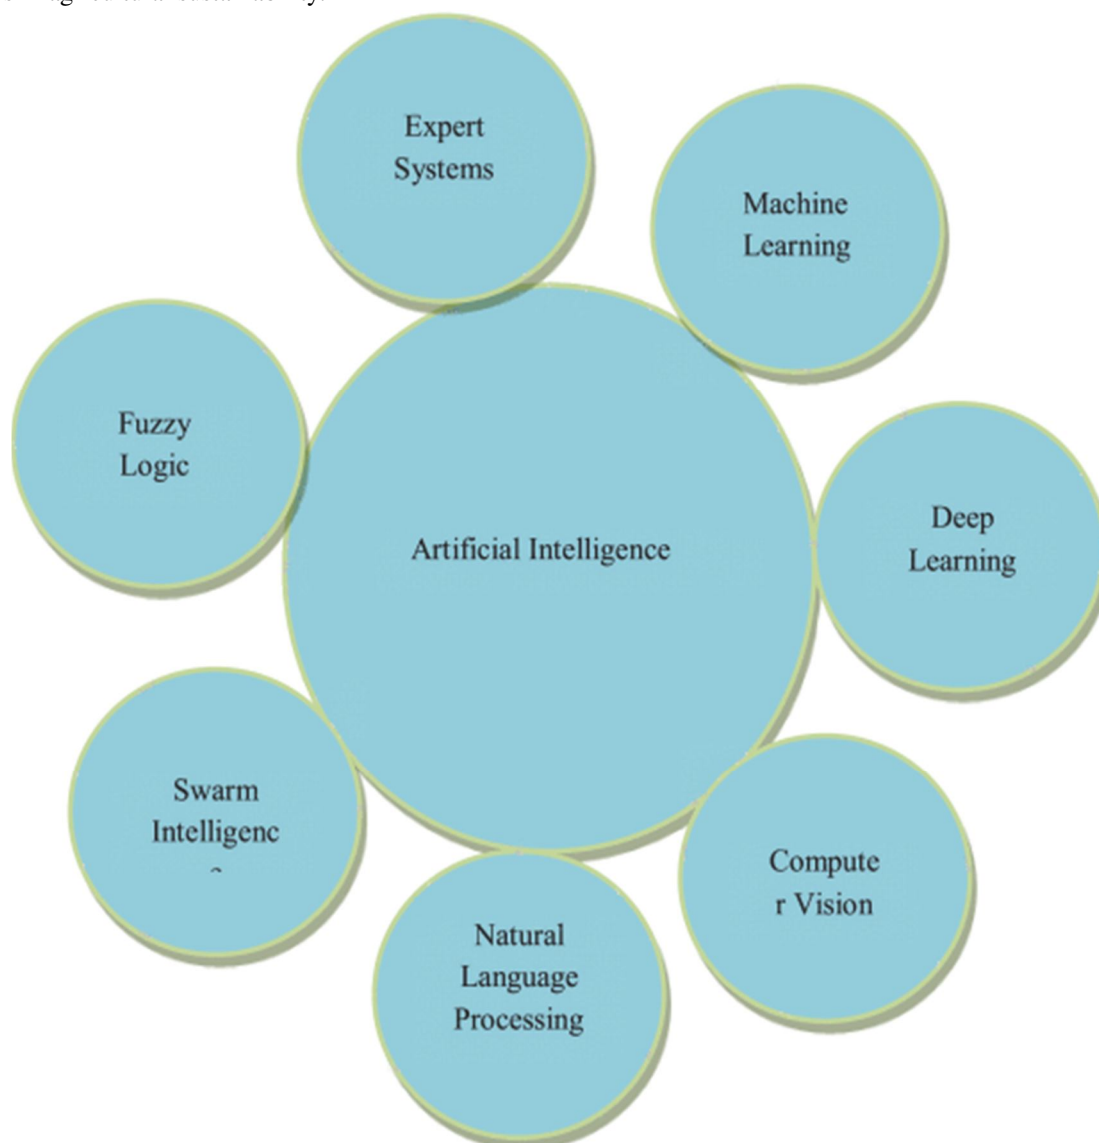 Expert
Systems
Machine
Learning
Fuzzy
Logic
Deep
Learning
Artificial Intelligence
Swarm
Intelligenc
Compute
r Vision
Natural
Language
Processing